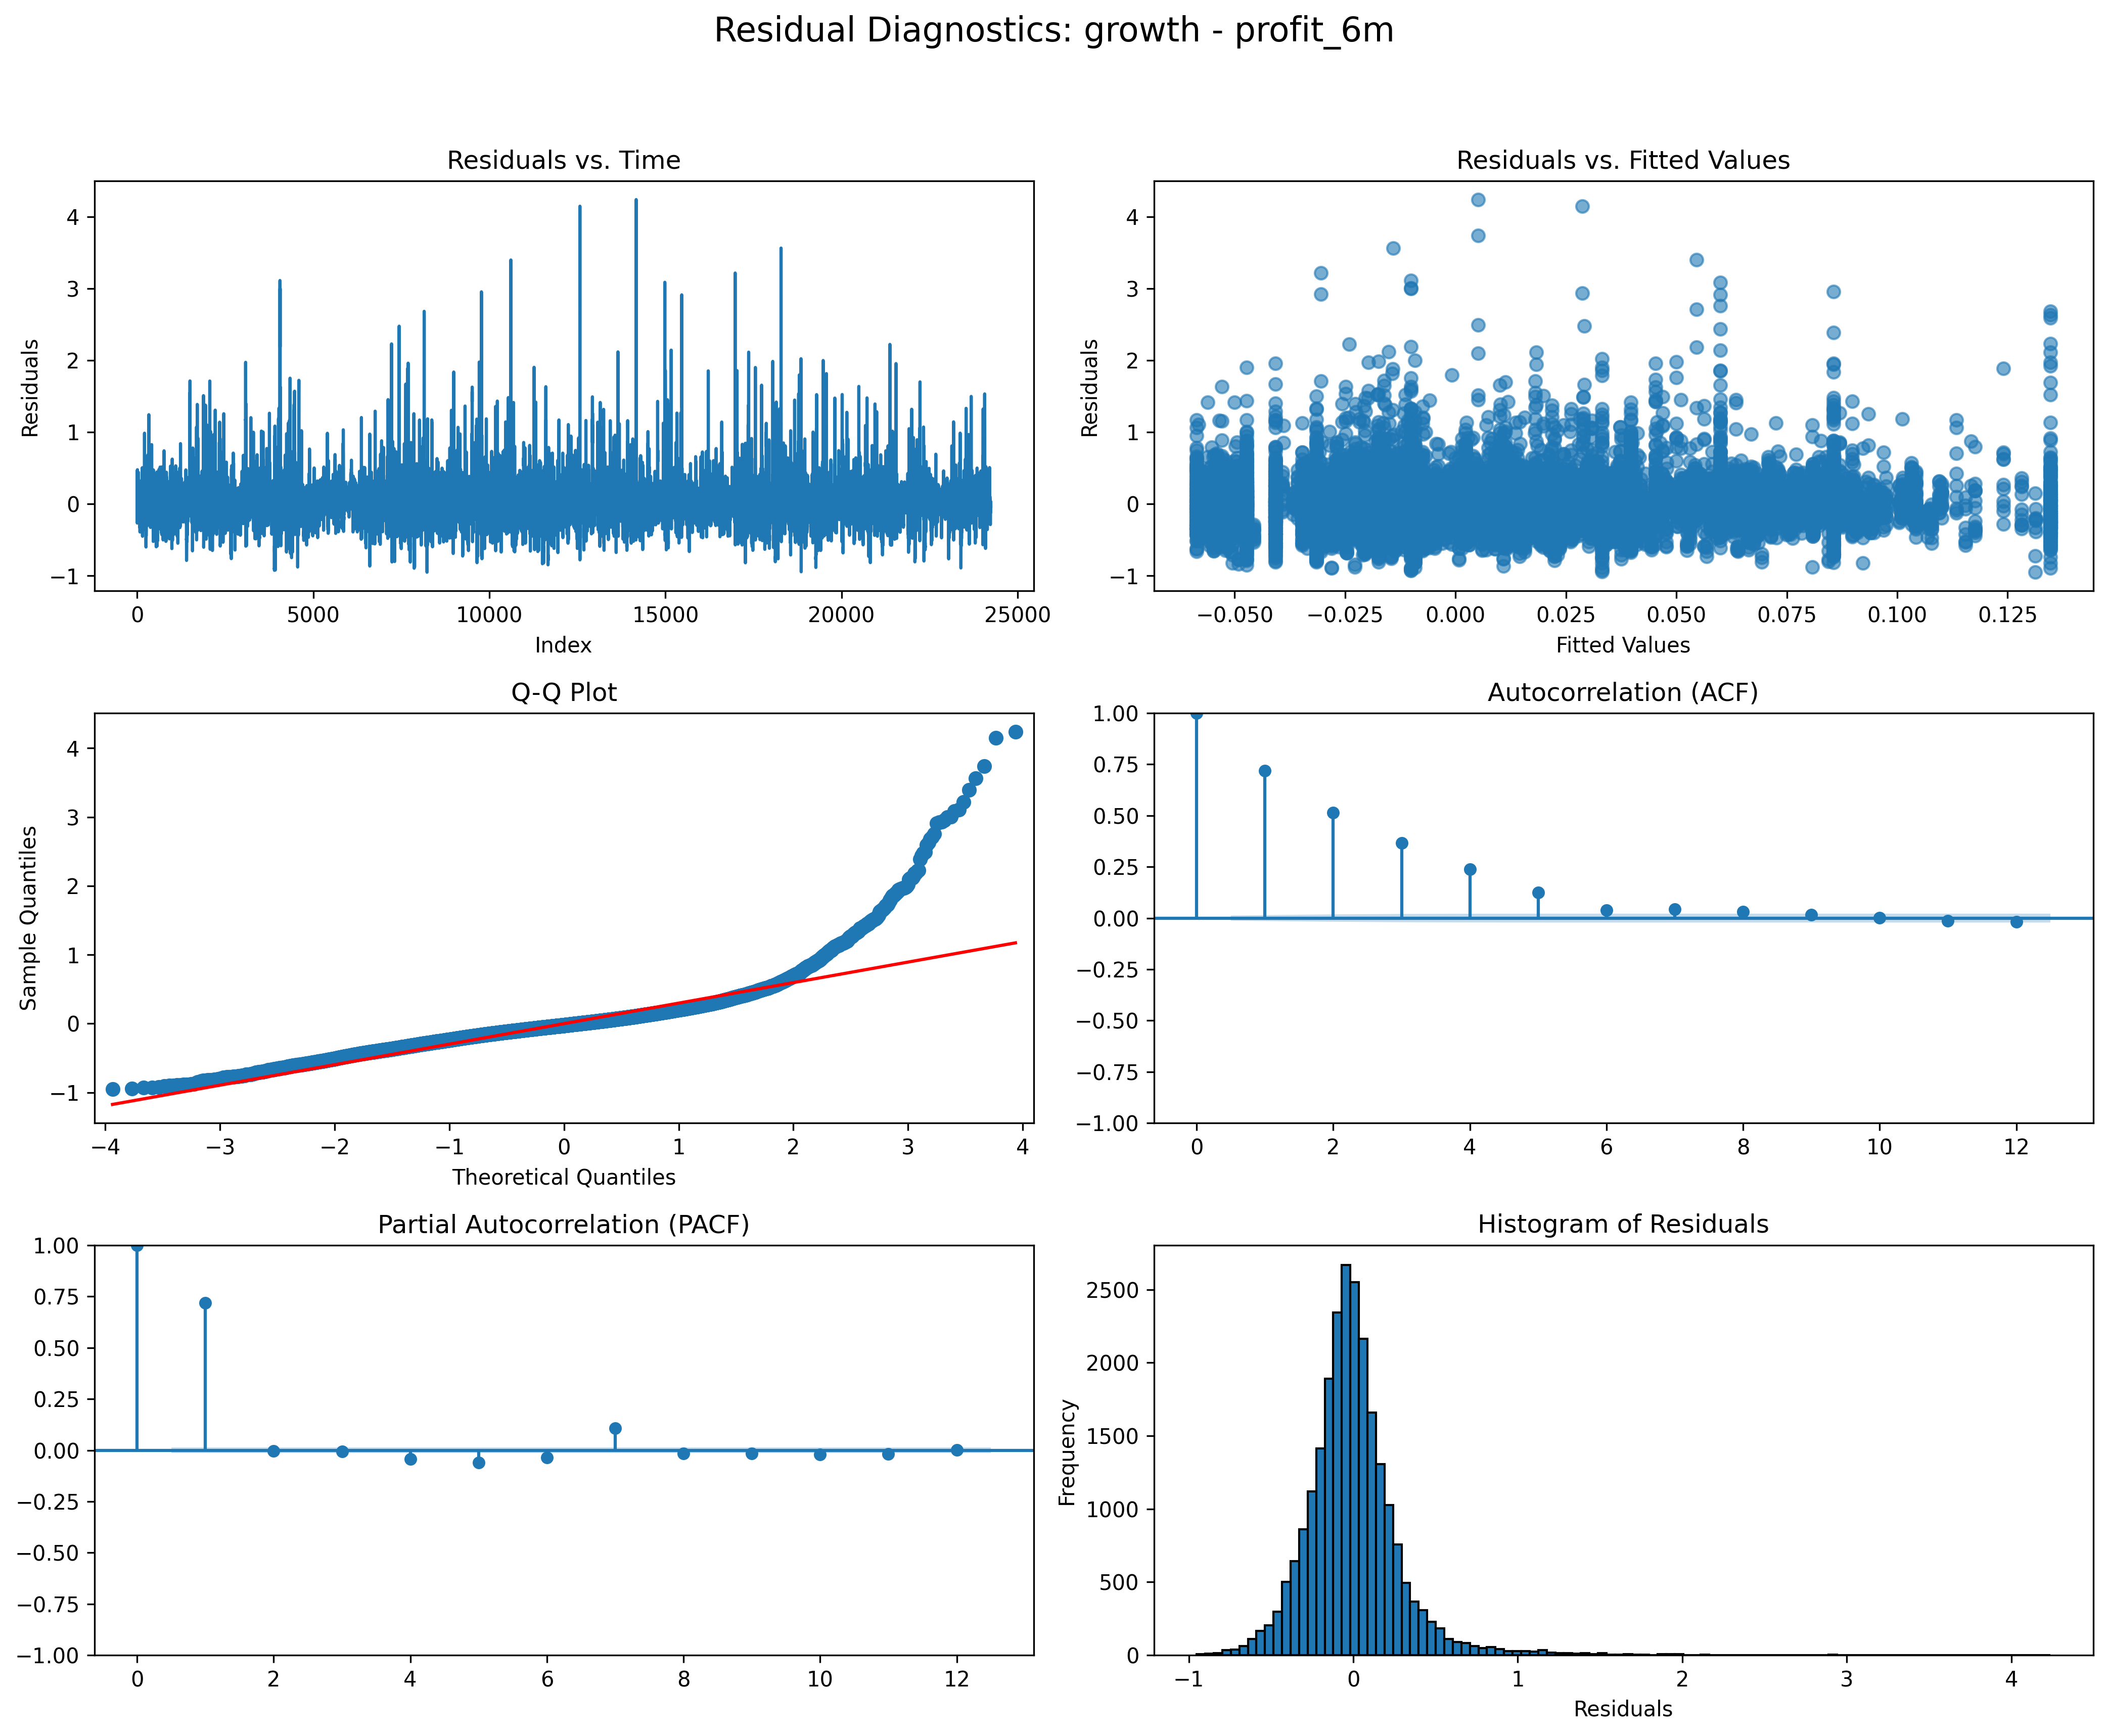 Residual Diagnostics: growth - profit_6m
Residuals vs. Time
Residuals
4
3
2
1
0
−1
0 5000 10000 15000 20000 25000
Index
Residuals vs. Fitted Values
Residuals
4
3
2
1
0
−1
−0.050 −0.025 0.000 0.025 0.050 0.075 0.100 0.125
Fitted Values
Q-Q Plot
Sample Quantiles
4
3
2
1
0
−1
−4 −3 −2 −1 0 1 2 3 4
Theoretical Quantiles
Autocorrelation (ACF)
1.00
0.75
0.50
0.25
0.00
−0.25
−0.50
−0.75
−1.00
0 2 4 6 8 10 12
Partial Autocorrelation (PACF)
1.00
0.75
0.50
0.25
0.00
−0.25
−0.50
−0.75
−1.00
0 2 4 6 8 10 12
Histogram of Residuals
Frequency
2500
2000
1500
1000
500
0
−1 0 1 2 3 4
Residuals